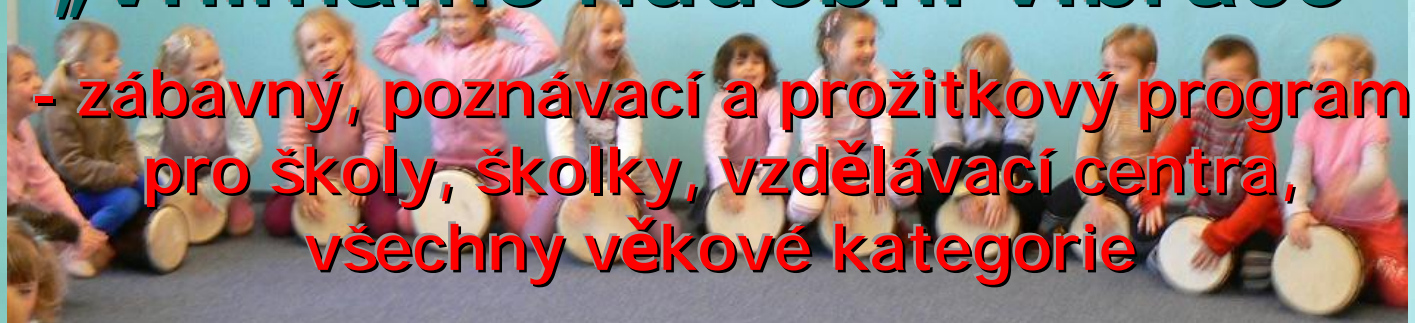 - zábavný, poznávací a prožitkový program
pro školy, školky, vzdělávací centra,
všechny věkové kategorie